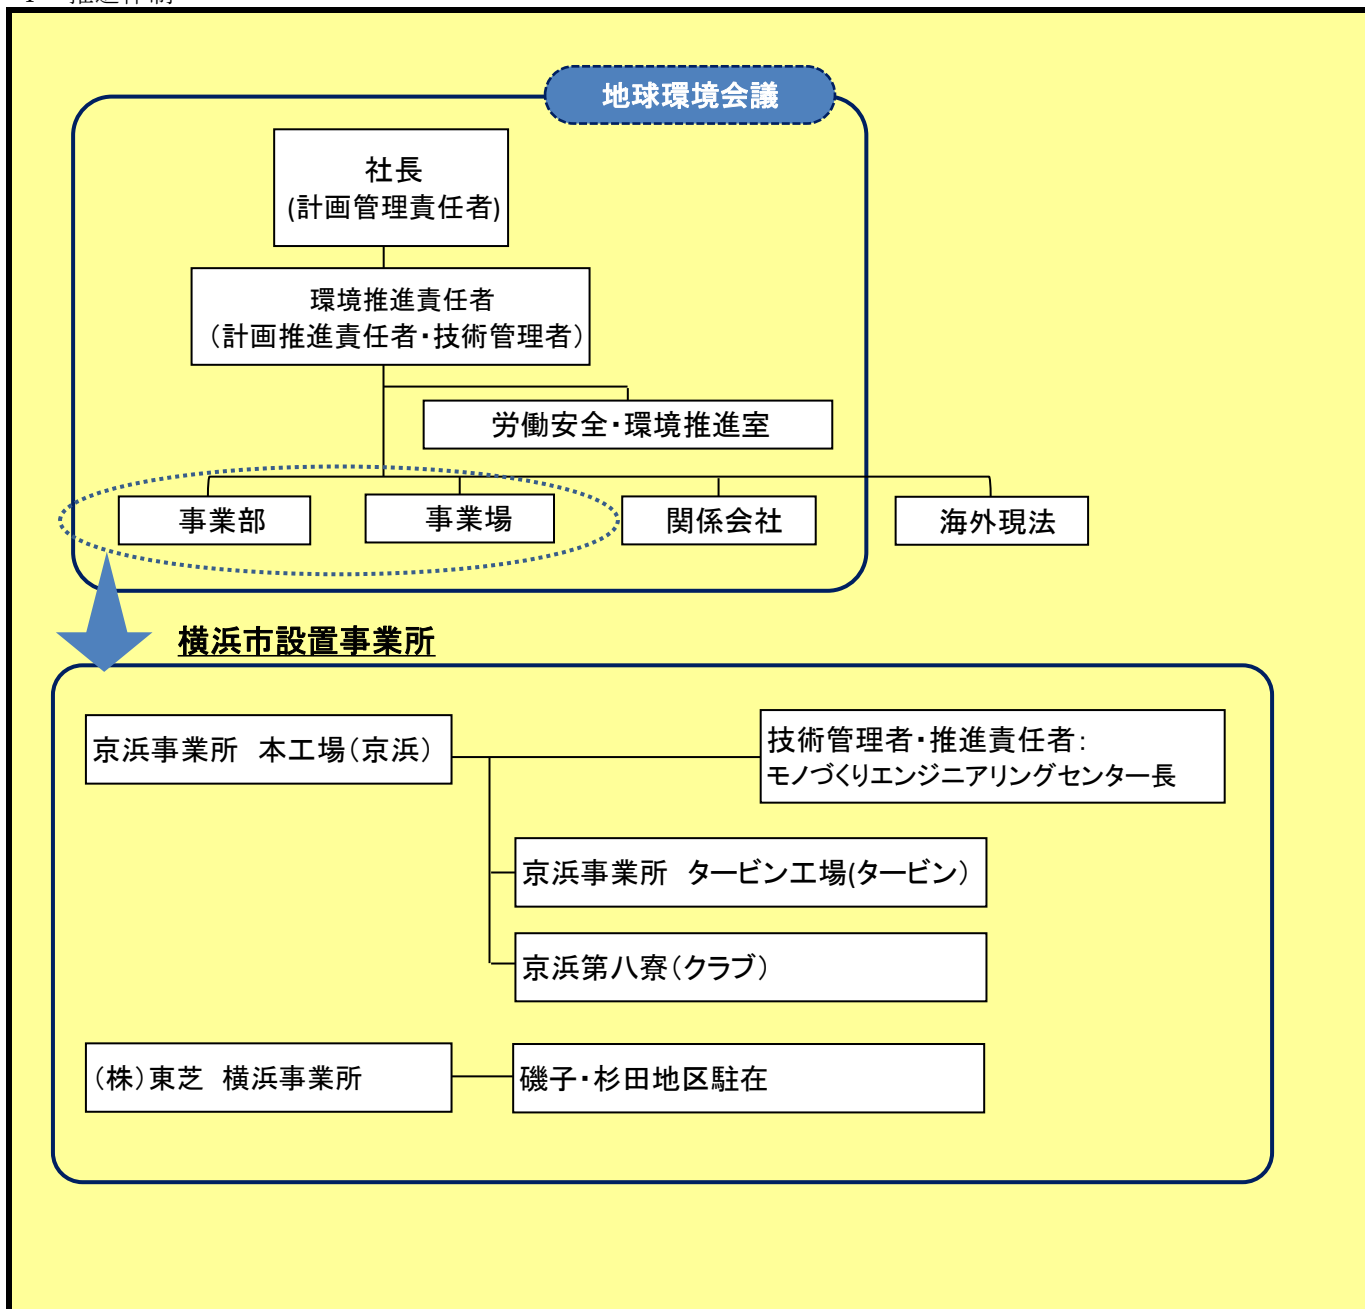 地球環境会議
社長
(計画管理責任者)
環境推進責任者
（計画推進責任者・技術管理者）
労働安全・環境推進室
事業部
事業場
関係会社
海外現法
横浜市設置事業所
京浜事業所　本工場（京浜）
技術管理者・推進責任者：
モノづくりエンジニアリングセンター長
京浜事業所　タービン工場(タービン）
京浜第八寮（クラブ）
（株）東芝　横浜事業所
磯子・杉田地区駐在